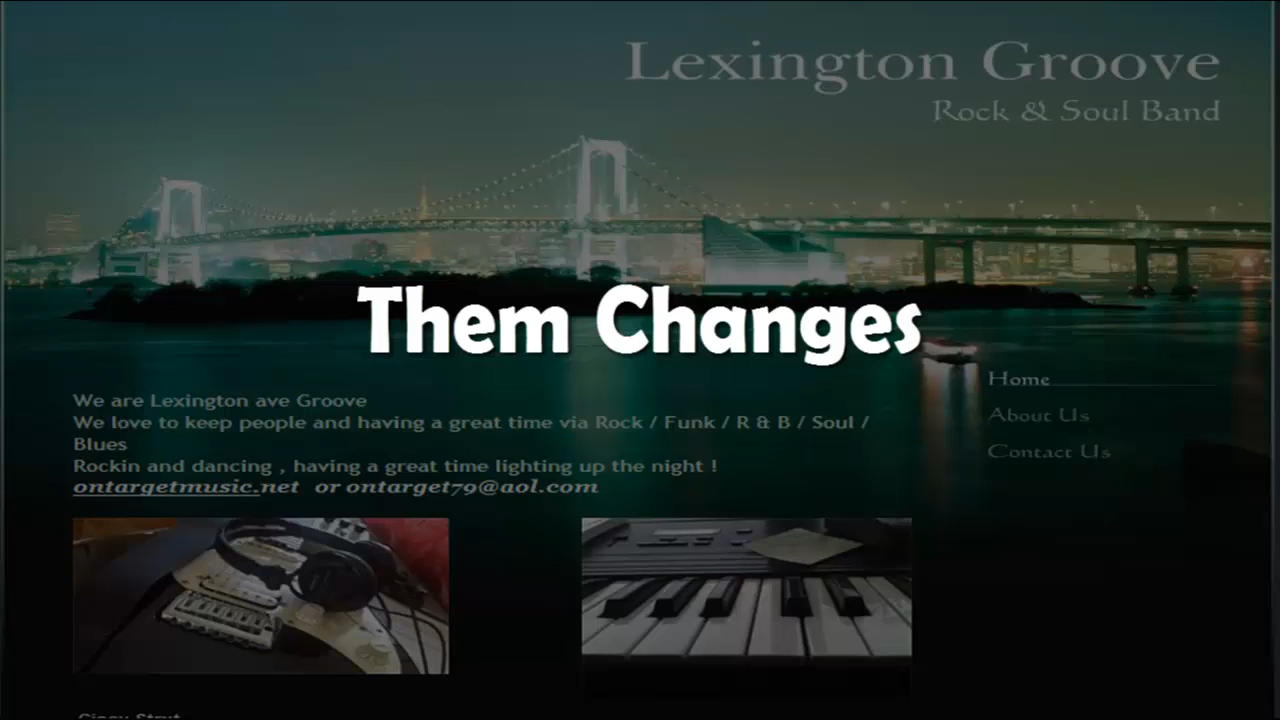 Lexington Groove
Rock & Soul Band
Them Changes
Home
About Us
Contact Us
We are Lexington ave Groove
We love to keep people and having a great time via Rock / Funk / R & B / Soul /
Blues
Rockin and dancing , having a great time lighting up the night !
ontargetmusic.net or ontarget79@aol.com